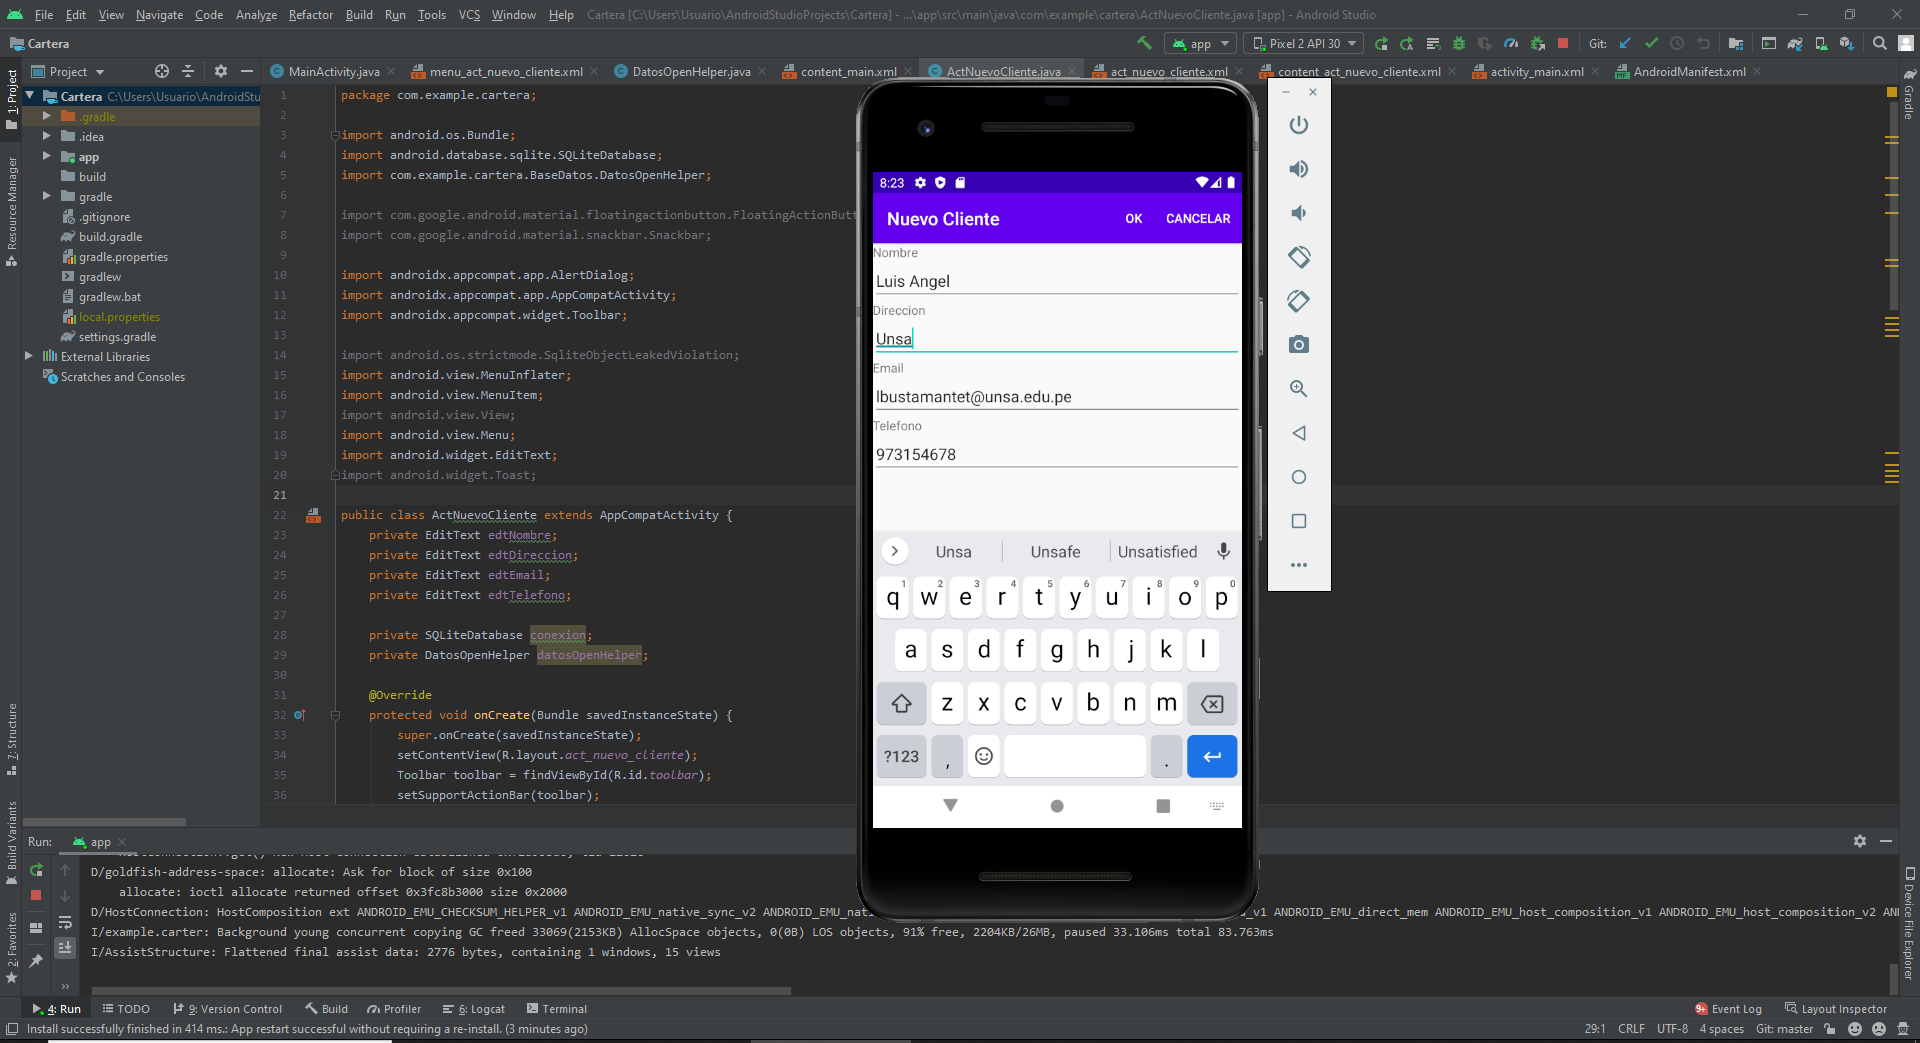 File Edit View Navigate Code Analyze Refactor Build Run Tools VCS Window Help Cartera [C:\Users\Usuario\AndroidStudioProjects\Cartera] - ...\app\src\main\java\com\example\cartera\ActNuevoCliente.java [app] - Android Studio
Cartera
app
Pixel 2 API 30
Git:
Project
MainActivity.java
menu_act_nuevo_cliente.xml
DatosOpenHelper.java
content_main.xml
ActNuevoCliente.java
act_nuevo_cliente.xml
content_act_nuevo_cliente.xml
activity_main.xml
AndroidManifest.xml
1: Project
Resource Manager
7: Structure
Build Variants
2: Favorites
Gradle
Device File Explorer
Cartera C:\Users\Usuario\AndroidStu
.gradle
.idea
app
build
gradle
.gitignore
build.gradle
gradle.properties
gradlew
gradlew.bat
local.properties
settings.gradle
External Libraries
Scratches and Consoles
1 package com.example.cartera;
2
3 import android.os.Bundle;
4 import android.database.sqlite.SQLiteDatabase;
5 import com.example.cartera.BaseDatos.DatosOpenHelper;
6
7 import com.google.android.material.floatingactionbutton.FloatingActionButt
8 import com.google.android.material.snackbar.Snackbar;
9
10 import androidx.appcompat.app.AlertDialog;
11 import androidx.appcompat.app.AppCompatActivity;
12 import androidx.appcompat.widget.Toolbar;
13
14 import android.os.strictmode.SqliteObjectLeakedViolation;
15 import android.view.MenuInflater;
16 import android.view.MenuItem;
17 import android.view.View;
18 import android.view.Menu;
19 import android.widget.EditText;
20 import android.widget.Toast;
21
22 public class ActNuevoCliente extends AppCompatActivity {
23 private EditText edtNombre;
24 private EditText edtDireccion;
25 private EditText edtEmail;
26 private EditText edtTelefono;
27
28 private SQLiteDatabase conexion;
29 private DatosOpenHelper datosOpenHelper;
30
31 @Override
32 protected void onCreate(Bundle savedInstanceState) {
33 super.onCreate(savedInstanceState);
34 setContentView(R.layout.act_nuevo_cliente);
35 Toolbar toolbar = findViewById(R.id.toolbar);
36 setSupportActionBar(toolbar);
8:23
Nuevo Cliente OK CANCELAR
Nombre
Luis Angel
Direccion
Unsa
Email
lbustamantet@unsa.edu.pe
Telefono
973154678
Unsa Unsafe Unsatisfied
1 2 3 4 5 6 7 8 9 0
q w e r t y u i o p
a s d f g h j k l
z x c v b n m
?123 , .
Run: app
D/goldfish-address-space: allocate: Ask for block of size 0x100
allocate: ioctl allocate returned offset 0x3fc8b3000 size 0x2000
D/HostConnection: HostComposition ext ANDROID_EMU_CHECKSUM_HELPER_v1 ANDROID_EMU_native_sync_v2 ANDROID_EMU_nati _v1 ANDROID_EMU_direct_mem ANDROID_EMU_host_composition_v1 ANDROID_EMU_host_composition_v2 AN
I/example.carter: Background young concurrent copying GC freed 33069(2153KB) AllocSpace objects, 0(0B) LOS objects, 91% free, 2204KB/26MB, paused 33.106ms total 83.763ms
I/AssistStructure: Flattened final assist data: 2776 bytes, containing 1 windows, 15 views
4: Run TODO 9: Version Control Build Profiler 6: Logcat Terminal
9+ Event Log Layout Inspector
Install successfully finished in 414 ms.: App restart successful without requiring a re-install. (3 minutes ago)
29:1 CRLF UTF-8 4 spaces Git: master